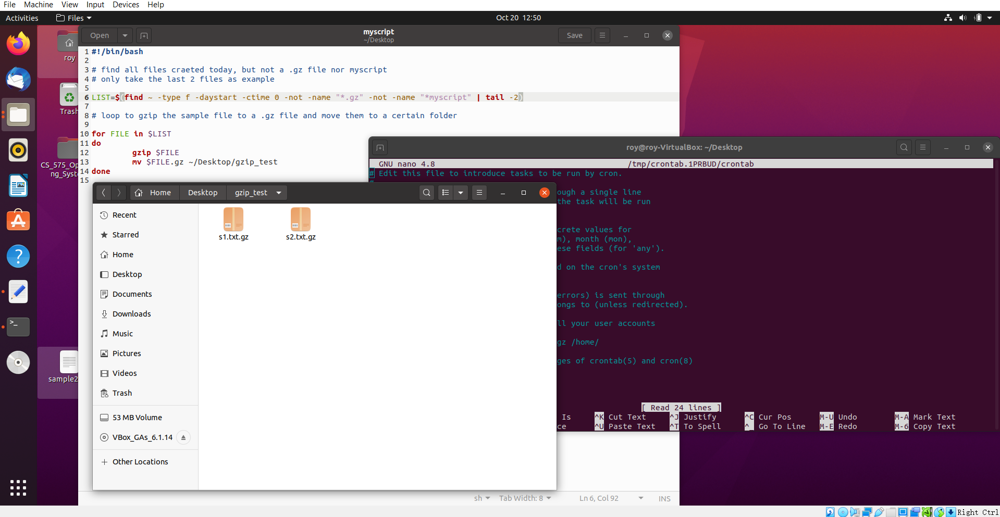 File Machine View Input Devices Help
Activities Files Oct 20 12:50
Open myscript Save
~/Desktop
1 #!/bin/bash
2
3 # find all files craeted today, but not a .gz file nor myscript
4 # only take the last 2 files as example
5
6 LIST=$(find ~ -type f -daystart -ctime 0 -not -name "*.gz" -not -name "*myscript" | tail -2)
7
8 # loop to gzip the sample file to a .gz file and move them to a certain folder
9
10 for FILE in $LIST
11 do
12 gzip $FILE
13 mv $FILE.gz ~/Desktop/gzip_test
14 done
15
roy
Trash
CS_575_Op
ng_Syste
sample2
roy@roy-VirtualBox: ~/Desktop
GNU nano 4.8 /tmp/crontab.1PRBUD/crontab
# Edit this file to introduce tasks to be run by cron.
#
ough a single line
the task will be run
crete values for
m), month (mon),
ese fields (for 'any').
d on the cron's system
errors) is sent through
ongs to (unless redirected).
ll your user accounts
gz /home/
ges of crontab(5) and cron(8)
[ Read 24 lines ]
Is ^K Cut Text ^J Justify ^C Cur Pos M-U Undo M-A Mark Text
ce ^U Paste Text ^T To Spell ^_ Go To Line M-E Redo M-6 Copy Text
Home Desktop gzip_test
Recent
Starred
Home
Desktop
Documents
Downloads
Music
Pictures
Videos
Trash
53 MB Volume
VBox_GAs_6.1.14
+ Other Locations
s1.txt.gz s2.txt.gz
sh Tab Width: 8 Ln 6, Col 92 INS
Right Ctrl